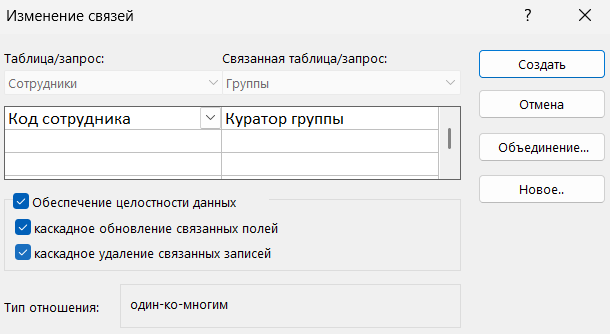 Изменение связей ?
Таблица/запрос: Связанная таблица/запрос:
Сотрудники Группы
Код сотрудника Куратор группы
Обеспечение целостности данных
каскадное обновление связанных полей
каскадное удаление связанных записей
Тип отношения: один-ко-многим
Создать
Отмена
Объединение...
Новое..